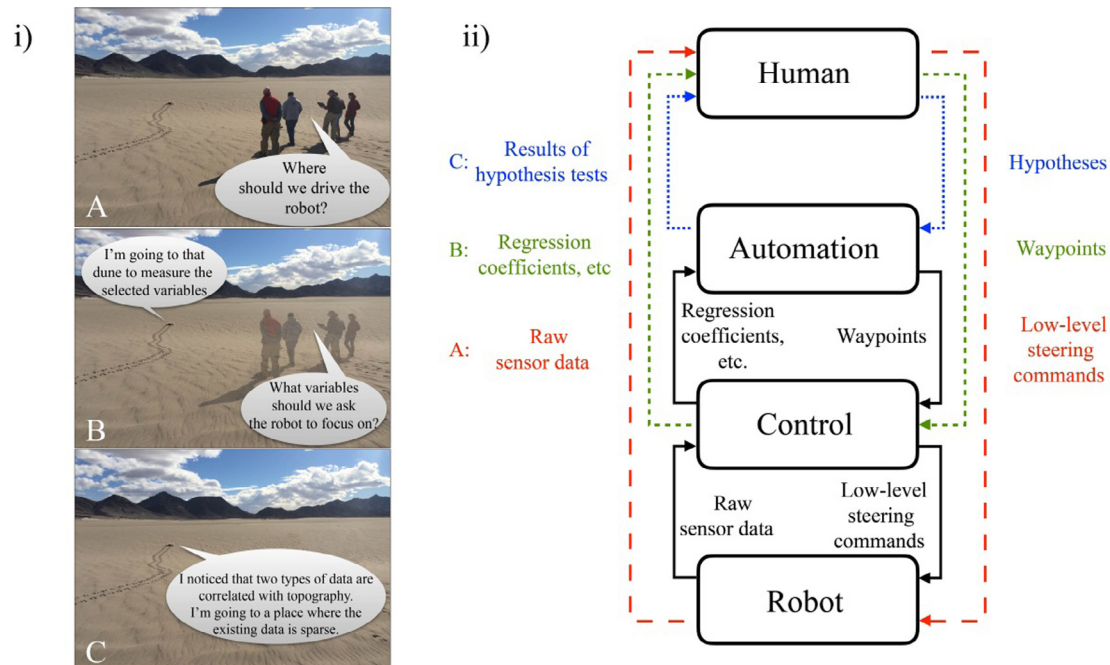 i)
Where
should we drive the
robot?
A
I'm going to that
dune to measure the
selected variables
What variables
should we ask
the robot to focus on?
B
I noticed that two types of data are
correlated with topography.
I'm going to a place where the
existing data is sparse.
C
ii)
Human
C:
Results of
hypothesis tests
Hypotheses
Automation
B:
Regression
coefficients, etc
Waypoints
Regression
coefficients,
etc.
Waypoints
A:
Raw
sensor data
Low-level
steering
commands
Control
Raw
sensor data
Low-level
steering
commands
Robot